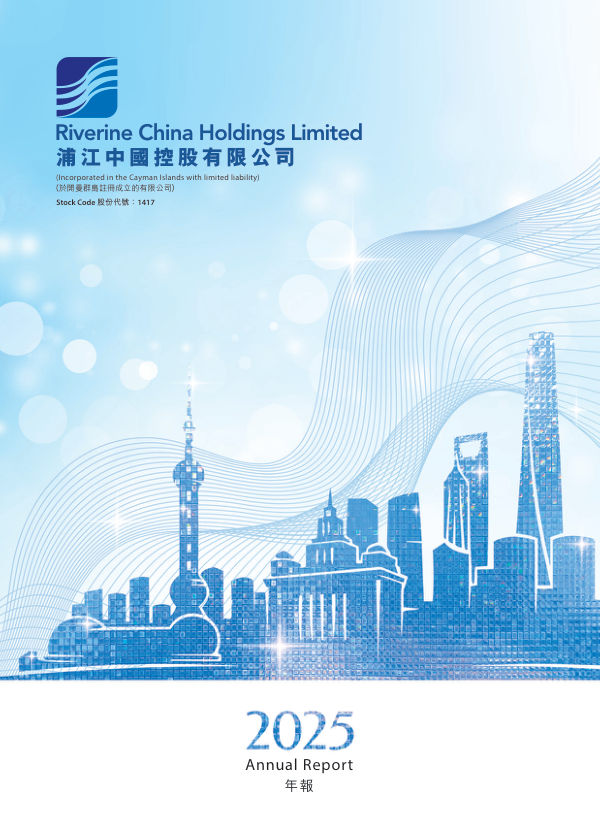 Riverine China Holdings Limited
浦江中國控股有限公司
(Incorporated in the Cayman Islands with limited liability)
(於開曼群島註冊成立的有限公司)
Stock Code 股份代號：1417
2025
Annual Report
年報